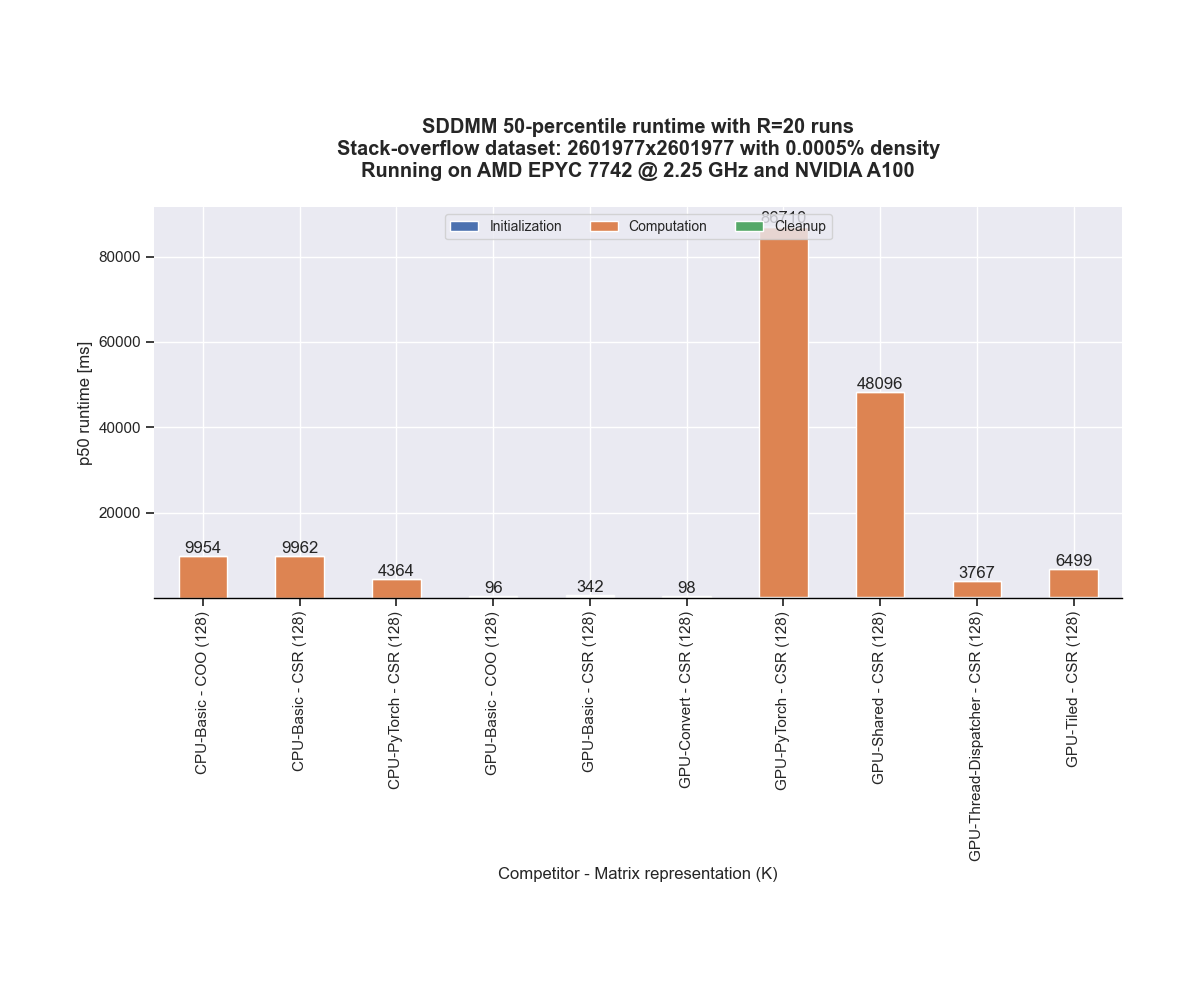 SDDMM 50-percentile runtime with R=20 runs
Stack-overflow dataset: 2601977x2601977 with 0.0005% density
Running on AMD EPYC 7742 @ 2.25 GHz and NVIDIA A100
Initialization
Computation
Cleanup
p50 runtime [ms]
80000
60000
40000
20000
9954
9962
4364
96
342
98
48096
3767
6499
CPU-Basic - COO (128)
CPU-Basic - CSR (128)
CPU-PyTorch - CSR (128)
GPU-Basic - COO (128)
GPU-Basic - CSR (128)
GPU-Convert - CSR (128)
GPU-PyTorch - CSR (128)
GPU-Shared - CSR (128)
GPU-Thread-Dispatcher - CSR (128)
GPU-Tiled - CSR (128)
Competitor - Matrix representation (K)